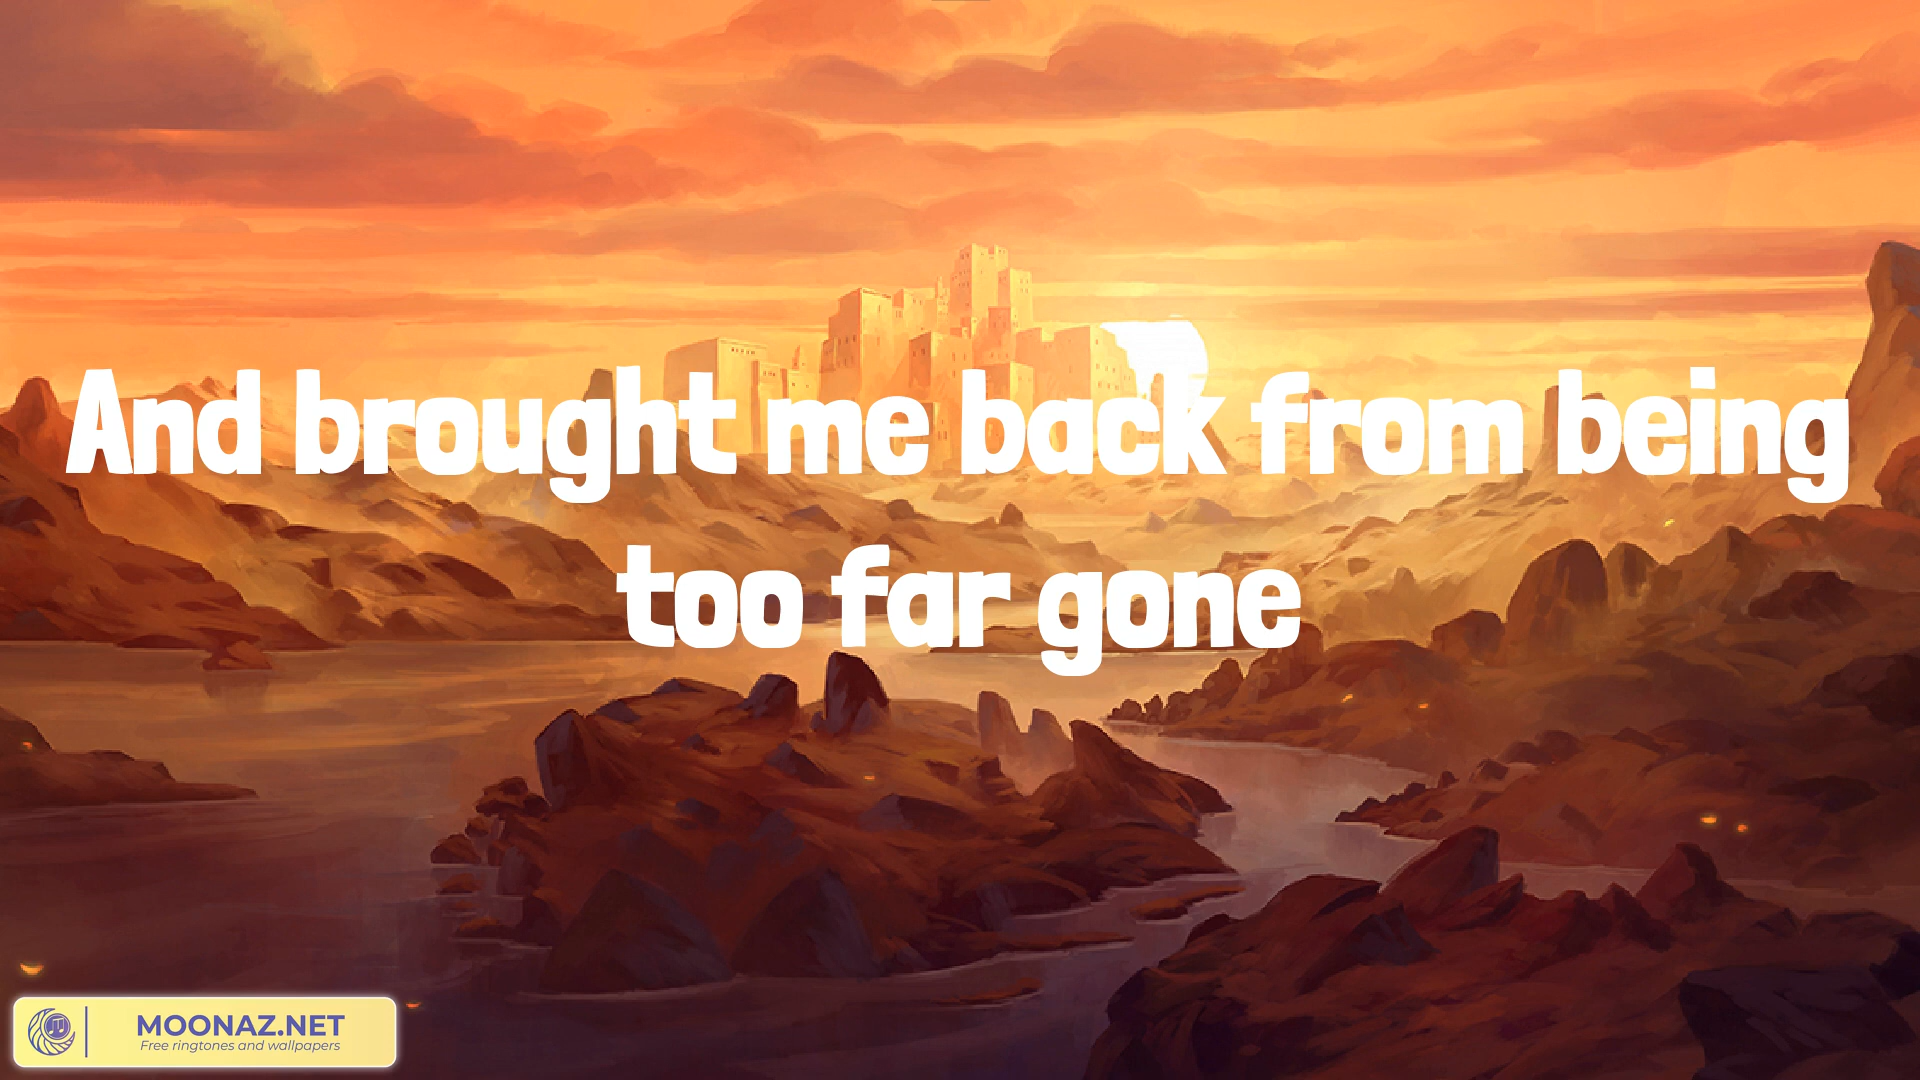 And brought me back from being
too far gone
MOONAZ.NET
Free ringtones and wallpapers